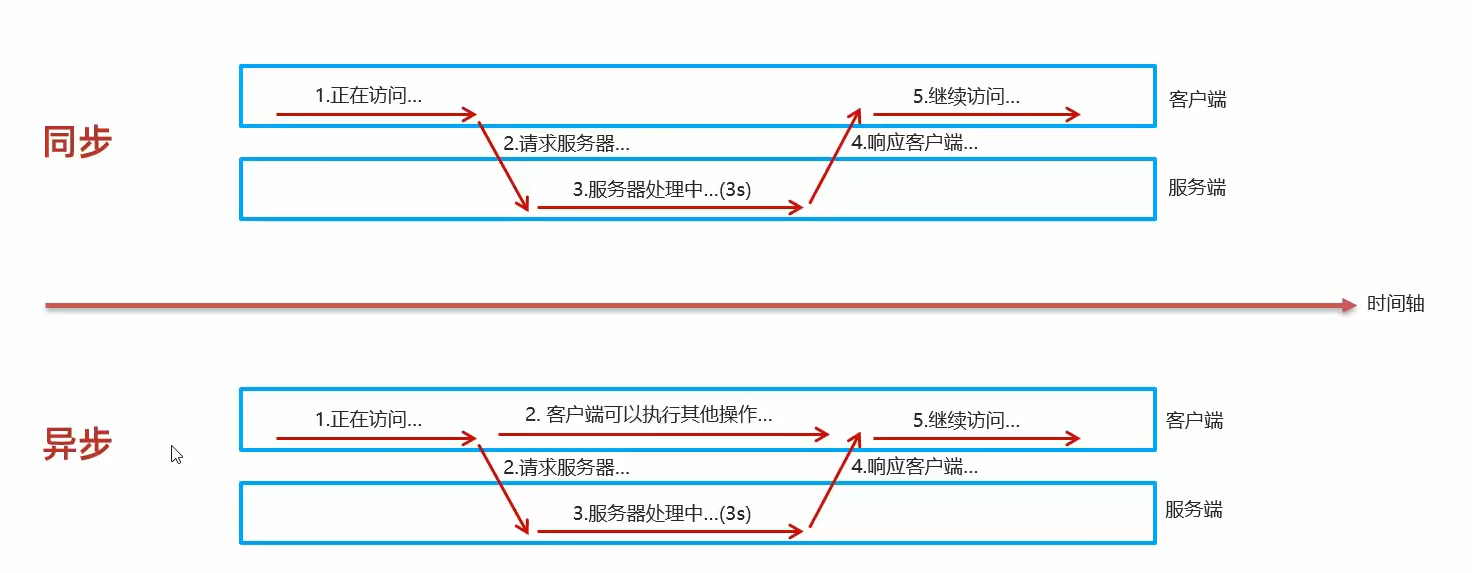 1.正在访问...
5.继续访问...
客户端
同步
2.请求服务器...
4.响应客户端...
3.服务器处理中...(3s)
服务端
时间轴
1.正在访问...
2. 客户端可以执行其他操作...
5.继续访问...
客户端
异步
2.请求服务器...
4.响应客户端...
3.服务器处理中...(3s)
服务端